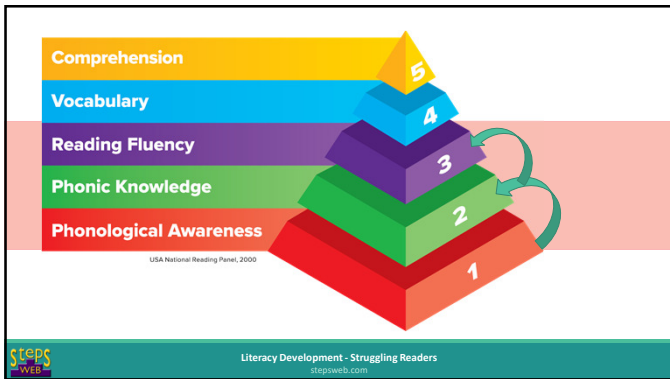 Comprehension
5
Vocabulary
4
Reading Fluency
3
Phonic Knowledge
2
Phonological Awareness
1
USA National Reading Panel, 2000
StepS
WEB
Literacy Development - Struggling Readers
stepsweb.com